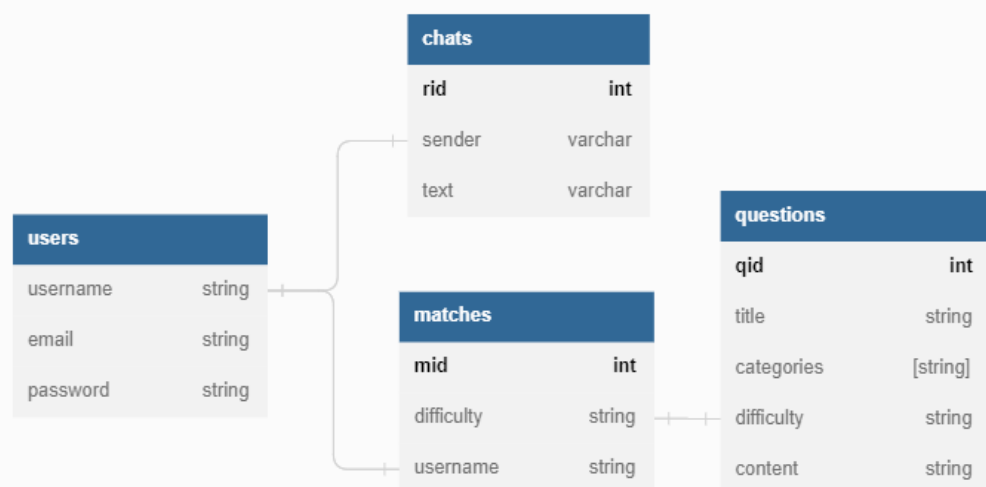 chats
rid int
sender varchar
text varchar
users
username string
email string
password string
matches
mid int
difficulty string
username string
questions
qid int
title string
categories [string]
difficulty string
content string